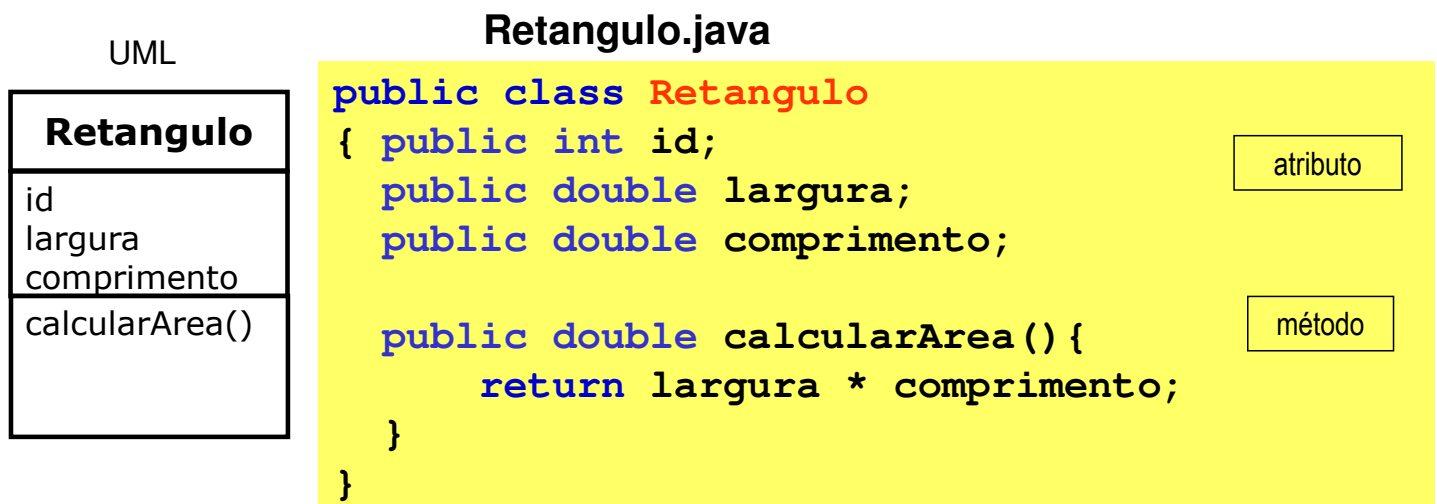 UML
Retangulo
id
largura
comprimento
calcularArea()
Retangulo.java
public class Retangulo
{ public int id;
public double largura;
public double comprimento;
public double calcularArea(){
return largura * comprimento;
}
}
atributo
método